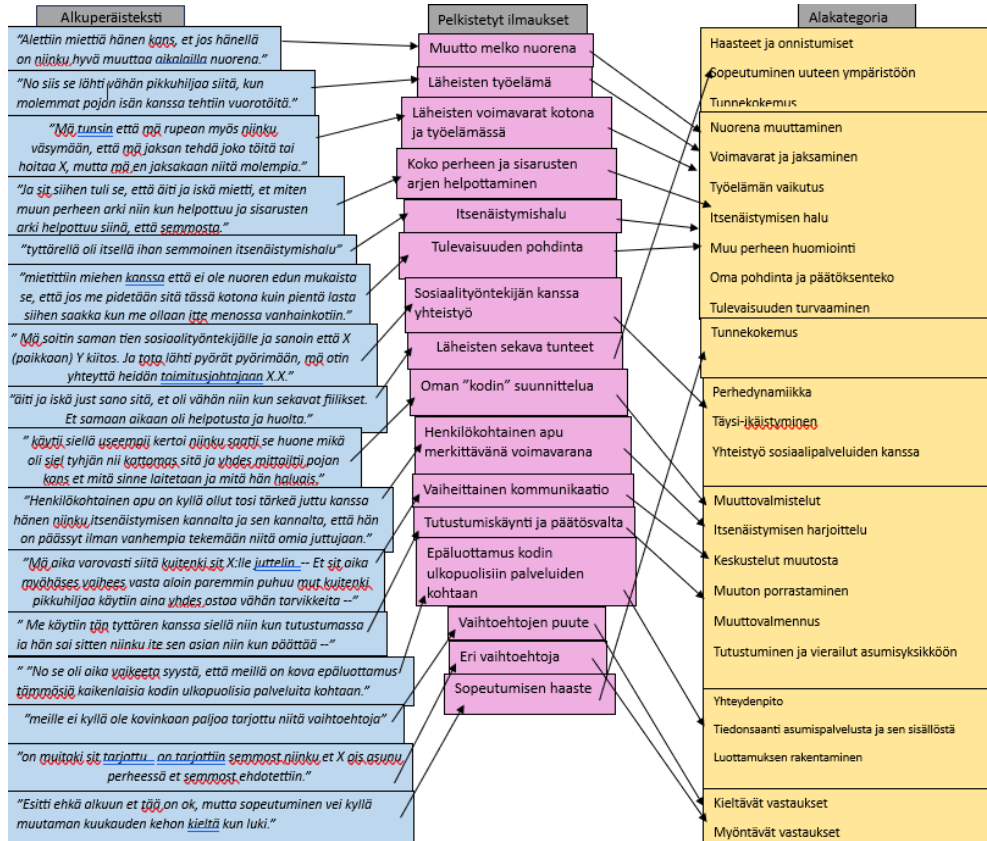 Alkuperäisteksti
"Alettiin miettiä hänen kans, et jos hänellä
on niinku hyvä muuttaa aikalailla nuorena."
"No siis se lähti vähän pikkuhiljaa siitä, kun
molemmat pojan isän kanssa tehtiin vuorotöitä."
"Mä tunsin että mä rupean myös niinku
väsymään, että mä jaksan tehdä joko töitä tai
hoitaa X, mutta mä en jaksakaan niitä molempia."
"Ja sit siihen tuli se, että äiti ja iskä mietti, et miten
muun perheen arki niin kun helpottuu ja sisarusten
arki helpottuu siinä, että semmosta."
"tyttärellä oli itsellä ihan semmoinen itsenäistymishalu"
"mietittiin miehen kanssa että ei ole nuoren edun mukaista
se, että jos me pidetään sitä tässä kotona kuin pientä lasta
siihen saakka kun me ollaan itte menossa vanhainkotiin."
" Mä soitin saman tien sosiaalityöntekijälle ja sanoin että X
(paikkaan) Y kiitos. Ja tota lähti pyörät pyörimään, mä otin
yhteyttä heidän toimitusjohtajaan X.X."
"äiti ja iskä just sano sitä, et oli vähän niin kun sekavat fiilikset.
Et samaan aikaan oli helpotusta ja huolta."
" käytii siellä useempii kertoi niinku saatii se huone mikä
oli siel tyhjän nii kattomas sitä ja yhdes mittailtii pojan
kans et mitä sinne laitetaan ja mitä hän haluais."
"Henkilökohtainen apu on kyllä ollut tosi tärkeä juttu kanssa
hänen niinku itsenäistymisen kannalta ja sen kannalta, että hän
on päässyt ilman vanhempia tekemään niitä omia juttujaan."
"Mä aika varovasti siitä kuitenki sit X:lle juttelin -- Et sit aika
myöhäses vaihees vasta aloin paremmin puhuu mut kuitenki
pikkuhiljaa käytiin aina yhdes ostaa vähän tarvikkeita --"
" Me käytiin täp tyttären kanssa siellä niin kun tutustumassa
ja hän sai sitten niinku ite sen asian niin kun päättää --"
" "No se oli aika vaikeeta syystä, että meillä on kova epäluottamus
tämmösiä kaikenlaisia kodin ulkopuolisia palveluita kohtaan."
"meille ei kyllä ole kovinkaan paljoa tarjottu niitä vaihtoehtoja"
"on muitaki sit tarjottu on tarjottiin semmost niinku et X ois asunu
perheessä et semmost ehdotettiin."
"Esitti ehkä alkuun et tää on ok, mutta sopeutuminen vei kyllä
muutaman kuukauden kehon kieltä kun luki."
Pelkistetyt ilmaukset
Muutto melko nuorena
Läheisten työelämä
Läheisten voimavarat kotona
ja työelämässä
Koko perheen ja sisarusten
arjen helpottaminen
Itsenäistymishalu
Tulevaisuuden pohdinta
Sosiaalityöntekijän kanssa
yhteistyö
Läheisten sekava tunteet
Oman "kodin" suunnittelua
Henkilökohtainen apu
merkittävänä voimavarana
Vaiheittainen kommunikaatio
Tutustumiskäynti ja päätösvalta
Epäluottamus kodin
ulkopuolisiin palveluiden
kohtaan
Vaihtoehtojen puute
Eri vaihtoehtoja
Sopeutumisen haaste
Alakategoria
Haasteet ja onnistumiset
Sopeutuminen uuteen ympäristöön
Tunnekokemus
Nuorena muuttaminen
Voimavarat ja jaksaminen
Työelämän vaikutus
Itsenäistymisen halu
Muu perheen huomiointi
Oma pohdinta ja päätöksenteko
Tulevaisuuden turvaaminen
Tunnekokemus
Perhedynamiikka
Täysi-ikäistyminen
Yhteistyö sosiaalipalveluiden kanssa
Muuttovalmistelut
Itsenäistymisen harjoittelu
Keskustelut muutosta
Muuton porrastaminen
Muuttovalmennus
Tutustuminen ja vierailut asumisyksikköön
Yhteydenpito
Tiedonsaanti asumispalvelusta ja sen sisällöstä
Luottamuksen rakentaminen
Kieltävät vastaukset
Myöntävät vastaukset